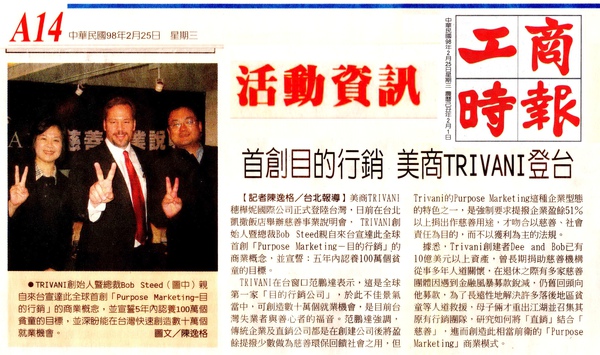 A14 中華民國98年2月25日 星期三
工商時報
中華民國98年2月25日星期三
活動資訊
首創目的行銷 美商TRIVANI登台
●TRIVANI創始人暨總裁Bob Steed（圖中）親
自來台宣達此全球首創「Purpose Marketing-目
的行銷」的商業概念，並宣誓5年內認養100萬個
貧童的目標，並深盼能在台灣快速創造數十萬個
就業機會。 圖文／陳逸格
【記者陳逸格／台北報導】美商TRIVANI
穗樺妮國際公司正式登陸台灣，日前在台北
凱撒飯店舉辦慈善事業說明會，TRIVANI創
始人暨總裁Bob Steed親自來台宣達此全球
首創「Purpose Marketing－目的行銷」的
商業概念，並宣誓：五年內認養100萬個貧
童的目標。
TRIVANI在台窗口范鵬達表示，這是全球
第一家「目的行銷公司」，於此不佳景氣
當中，可創造數十萬個就業機會，是目前台
灣失業者與善心者的福音。范鵬達強調，
傳統企業及直銷公司都是在創建公司後將盈
餘提撥少數做為慈善環保回饋社會之用，但
Trivani的Purpose Marketing這種企業型態
的特色之一，是強制要求提撥企業盈餘51%
以上捐出作慈善用途，才吻合以慈善、社會
責任為目的，而不以獲利為主的法規。
據悉，Trivani創建者Dee and Bob已有
10億美元以上資產，曾長期捐助慈善機構
從事多年人道關懷，在退休之際有多家慈善
團體因遇到金融風暴募款銳減，仍舊回頭向
他募款，為了長遠性地解決許多落後地區貧
童等人道救援，母子倆才重出江湖並召集其
原有行銷團隊，研究如何將「直銷」結合「
慈善」，進而創造此相當前衛的「Purpose
Marketing」商業模式。